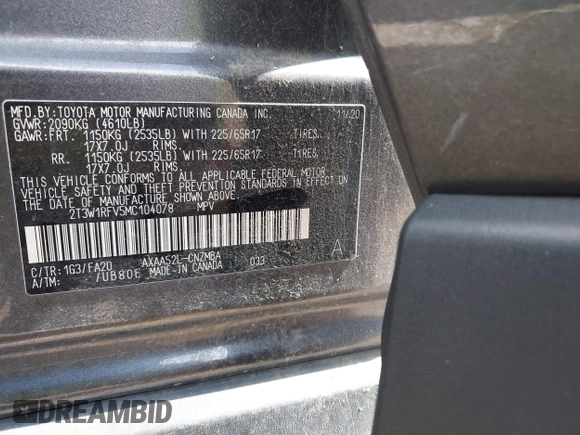 MFD.BY:TOYOTA MOTOR MANUFACTURING CANADA INC. 11/20
GVWR:2090KG (4610LB)
GAWR:FRT. 1150KG (2535LB) WITH 225/65R17 TIRES,
17X7.0J RIMS.
RR. 1150KG (2535LB) WITH 225/65R17 TIRES,
17X7.0J RIMS.
THIS VEHICLE CONFORMS TO ALL APPLICABLE FEDERAL MOTOR
VEHICLE SAFETY AND THEFT PREVENTION STANDARDS IN EFFECT ON THE
DATE OF MANUFACTURE.
2T3W1RFV5MC104078 MPV
A
C/TR:1G3/FA20 AXAA52L-CNZMBA 033
A/TM: /UB80F MADE IN CANADA
DREAMBID